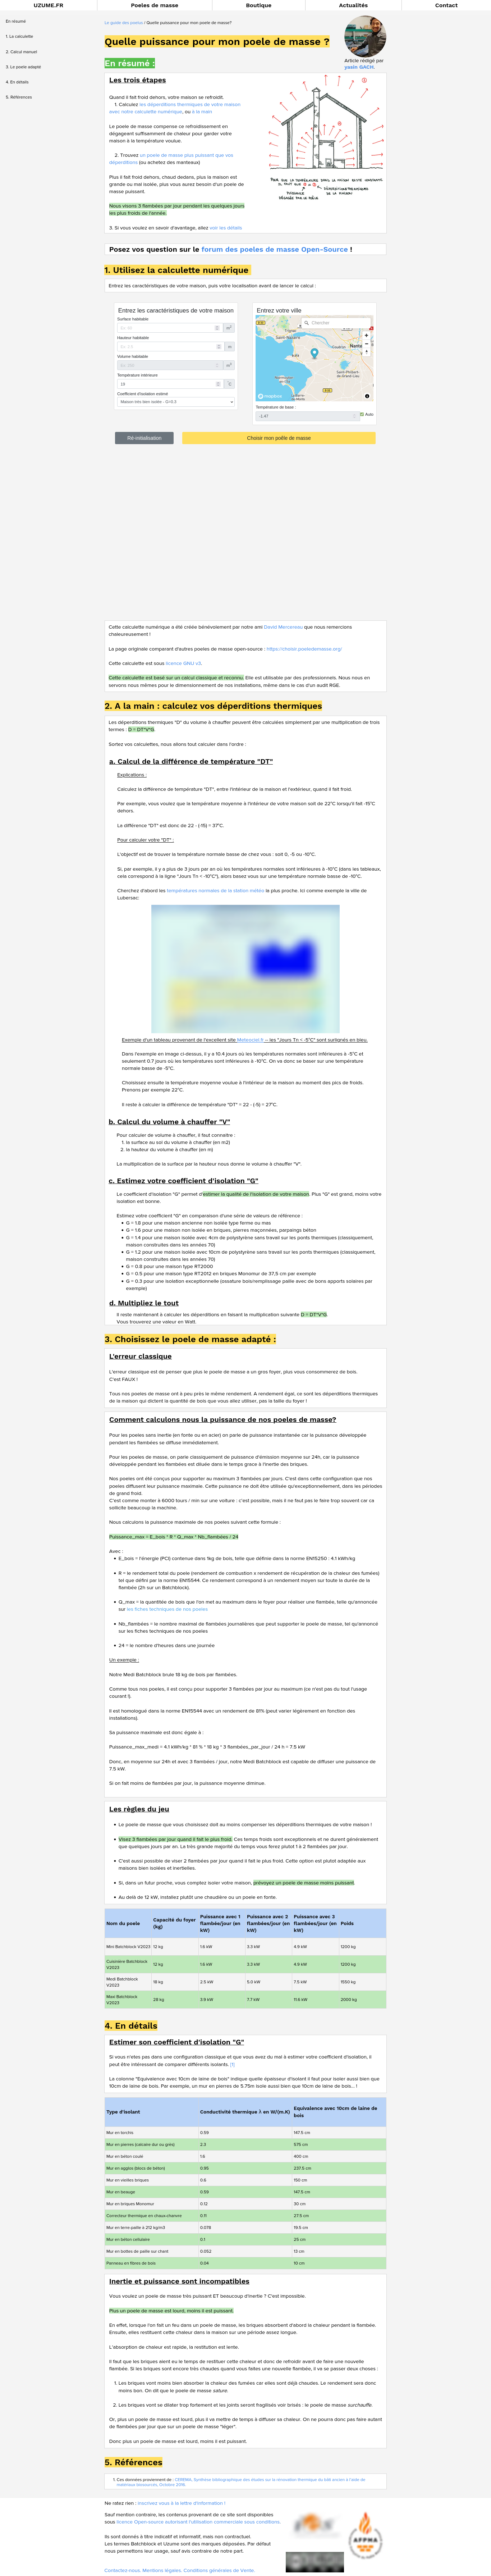 UZUME.FR
Poeles de masse
Boutique
Actualités
Contact
En résumé
1. La calculette
2. Calcul manuel
3. Le poele adapté
4. En détails
5. Références
Le guide des poeles / Quelle puissance pour mon poele de masse?
Quelle puissance pour mon poele de masse ?
Article rédigé par
yasin GACH.
En résumé :
Les trois étapes
Quand il fait froid dehors, votre maison se refroidit.
1. Calculez les déperditions thermiques de votre maison
avec notre calculette numérique, ou à la main
Le poele de masse compense ce refroidissement en
dégageant suffisament de chaleur pour garder votre
maison à la température voulue.
2. Trouvez un poele de masse plus puissant que vos
déperditions (ou achetez des manteaux)
Plus il fait froid dehors, chaud dedans, plus la maison est
grande ou mal isolée, plus vous aurez besoin d'un poele de
masse puissant.
Nous visons 3 flambées par jour pendant les quelques jours
les plus froids de l'année.
3. Si vous voulez en savoir d'avantage, allez voir les détails
Posez vos question sur le forum des poeles de masse Open-Source !
1. Utilisez la calculette numérique
Entrez les caractéristiques de votre maison, puis votre localisation avant de lancer le calcul :
Entrez les caractéristiques de votre maison
Surface habitable
m²
Hauteur habitable
m
Volume habitable
m³
Température intérieure
19
Coefficient d'isolation estimé
Maison très bien isolée - G=0.3
Entrez votre ville
Chercher
Nantes
mapbox
Température de base :
-1.47
Auto
Ré-initialisation
Choisir mon poêle de masse
Cette calculette numérique a été créée bénévolement par notre ami David Mercereau que nous remercions
chaleureusement !
La page originale comparant d'autres poeles de masse open-source : https://choisir.poeledemasse.org/
Cette calculette est sous licence GNU v3.
Cette calculette est basé sur un calcul classique et reconnu. Elle est utilisable par des professionels. Nous nous en
servons nous mêmes pour le dimensionnement de nos installations, même dans le cas d'un audit RGE.
2. A la main : calculez vos déperditions thermiques
Les déperditions thermiques "D" du volume à chauffer peuvent être calculées simplement par une multiplication de trois
termes : D = DT*V*G.
Sortez vos calculettes, nous allons tout calculer dans l'ordre :
a. Calcul de la différence de température "DT"
Explications :
Calculez la différence de température "DT", entre l'intérieur de la maison et l'extérieur, quand il fait froid.
Par exemple, vous voulez que la température moyenne à l'intérieur de votre maison soit de 22°C lorsqu'il fait -15°C
dehors.
La différence "DT" est donc de 22 - (-15) = 37°C.
Pour calculer votre "DT" :
L'objectif est de trouver la température normale basse de chez vous : soit 0, -5 ou -10°C.
Si, par exemple, il y a plus de 3 jours par an où les températures normales sont inférieures à -10°C (dans les tableaux,
cela correspond à la ligne "Jours Tn < -10°C"), alors basez vous sur une température normale basse de -10°C.
Cherchez d'abord les températures normales de la station météo la plus proche. Ici comme exemple la ville de
Lubersac:
Exemple d'un tableau provenant de l'excellent site Meteociel.fr – les "Jours Tn < -5°C" sont surlignés en bleu.
Dans l'exemple en image ci-dessus, il y a 10.4 jours où les températures normales sont inférieures à -5°C et
seulement 0.7 jours où les températures sont inférieures à -10°C. On va donc se baser sur une température
normale basse de -5°C.
Choisissez ensuite la température moyenne voulue à l'intérieur de la maison au moment des pics de froids.
Prenons par exemple 22°C.
Il reste à calculer la différence de température "DT" = 22 - (-5) = 27°C.
b. Calcul du volume à chauffer "V"
Pour calculer de volume à chauffer, il faut connaitre :
1. la surface au sol du volume à chauffer (en m2)
2. la hauteur du volume à chauffer (en m)
La multiplication de la surface par la hauteur nous donne le volume à chauffer "V".
c. Estimez votre coefficient d'isolation "G"
Le coefficient d'isolation "G" permet d'estimer la qualité de l'isolation de votre maison. Plus "G" est grand, moins votre
isolation est bonne.
Estimez votre coefficient "G" en comparaison d'une série de valeurs de référence :
G = 1.8 pour une maison ancienne non isolée type ferme ou mas
G = 1.6 pour une maison non isolée en briques, pierres maçonnées, parpaings béton
G = 1.4 pour une maison isolée avec 4cm de polystyrène sans travail sur les ponts thermiques (classiquement,
maison construites dans les années 70)
G = 1.2 pour une maison isolée avec 10cm de polystyrène sans travail sur les ponts thermiques (classiquement,
maison construites dans les années 70)
G = 0.8 pour une maison type RT2000
G = 0.5 pour une maison type RT2012 en briques Monomur de 37,5 cm par exemple
G = 0.3 pour une isolation exceptionnelle (ossature bois/remplissage paille avec de bons apports solaires par
exemple)
d. Multipliez le tout
Il reste maintenant à calculer les déperditions en faisant la multiplication suivante D = DT*V*G.
Vous trouverez une valeur en Watt.
3. Choisissez le poele de masse adapté :
L'erreur classique
L'erreur classique est de penser que plus le poele de masse a un gros foyer, plus vous consommerez de bois.
C'est FAUX !
Tous nos poeles de masse ont à peu près le même rendement. A rendement égal, ce sont les déperditions thermiques
de la maison qui dictent la quantité de bois que vous allez utiliser, pas la taille du foyer !
Comment calculons nous la puissance de nos poeles de masse?
Pour les poeles sans inertie (en fonte ou en acier) on parle de puissance instantanée car la puissance développée
pendant les flambées se diffuse immédiatement.
Pour les poeles de masse, on parle classiquement de puissance d'émission moyenne sur 24h, car la puissance
développée pendant les flambées est diluée dans le temps grace à l'inertie des briques.
Nos poeles ont été conçus pour supporter au maximum 3 flambées par jours. C'est dans cette configuration que nos
poeles diffusent leur puissance maximale. Cette puissance ne doit être utilisée qu'exceptionnellement, dans les périodes
de grand froid.
C'est comme monter à 6000 tours / min sur une voiture : c'est possible, mais il ne faut pas le faire trop souvent car ca
sollicite beaucoup la machine.
Nous calculons la puissance maximale de nos poeles suivant cette formule :
Puissance_max = E_bois * R * Q_max * Nb_flambées / 24
Avec :
E_bois = l'énergie (PCI) contenue dans 1kg de bois, telle que définie dans la norme EN15250 : 4.1 kWh/kg
R = le rendement total du poele (rendement de combustion + rendement de récupération de la chaleur des fumées)
tel que défini par la norme EN15544. Ce rendement correspond à un rendement moyen sur toute la durée de la
flambée (2h sur un Batchblock).
Q_max = la quantitée de bois que l'on met au maximum dans le foyer pour réaliser une flambée, telle qu'annoncée
sur les fiches techniques de nos poeles
Nb_flambées = le nombre maximal de flambées journalières que peut supporter le poele de masse, tel qu'annoncé
sur les fiches techniques de nos poeles
24 = le nombre d'heures dans une journée
Un exemple :
Notre Medi Batchblock brule 18 kg de bois par flambées.
Comme tous nos poeles, il est conçu pour supporter 3 flambées par jour au maximum (ce n'est pas du tout l'usage
courant !).
Il est homologué dans la norme EN15544 avec un rendement de 81% (peut varier légèrement en fonction des
installations).
Sa puissance maximale est donc égale à :
Puissance_max_medi = 4.1 kWh/kg * 81 % * 18 kg * 3 flambées_par_jour / 24 h = 7.5 kW
Donc, en moyenne sur 24h et avec 3 flambées / jour, notre Medi Batchblock est capable de diffuser une puissance de
7.5 kW.
Si on fait moins de flambées par jour, la puissance moyenne diminue.
Les règles du jeu
Le poele de masse que vous choisissez doit au moins compenser les déperditions thermiques de votre maison !
Visez 3 flambées par jour quand il fait le plus froid. Ces temps froids sont exceptionnels et ne durent généralement
que quelques jours par an. La très grande majorité du temps vous ferez plutot 1 à 2 flambées par jour.
C'est aussi possible de viser 2 flambées par jour quand il fait le plus froid. Cette option est plutot adaptée aux
maisons bien isolées et inertielles.
Si, dans un futur proche, vous comptez isoler votre maison, prévoyez un poele de masse moins puissant.
Au delà de 12 kW, installez plutôt une chaudière ou un poele en fonte.
Nom du poele
Capacité du foyer (kg)
Puissance avec 1 flambée/jour (en kW)
Puissance avec 2 flambées/jour (en kW)
Puissance avec 3 flambées/jour (en kW)
Poids
Mini Batchblock V2023 12 kg 1.6 kW 3.3 kW 4.9 kW 1200 kg
Cuisinière Batchblock V2023 12 kg 1.6 kW 3.3 kW 4.9 kW 1200 kg
Medi Batchblock V2023 18 kg 2.5 kW 5.0 kW 7.5 kW 1550 kg
Maxi Batchblock V2023 28 kg 3.9 kW 7.7 kW 11.6 kW 2000 kg
4. En détails
Estimer son coefficient d'isolation "G"
Si vous n'etes pas dans une configuration classique et que vous avez du mal à estimer votre coefficient d'isolation, il
peut être intéressant de comparer différents isolants. [1]
La colonne "Equivalence avec 10cm de laine de bois" indique quelle épaisseur d'isolant il faut pour isoler aussi bien que
10cm de laine de bois. Par exemple, un mur en pierres de 5.75m isole aussi bien que 10cm de laine de bois... !
Type d'isolant
Conductivité thermique λ en W/(m.K)
Equivalence avec 10cm de laine de bois
Mur en torchis 0.59 147.5 cm
Mur en pierres (calcaire dur ou grès) 2.3 575 cm
Mur en béton coulé 1.6 400 cm
Mur en agglos (blocs de béton) 0.95 237.5 cm
Mur en vieilles briques 0.6 150 cm
Mur en beauge 0.59 147.5 cm
Mur en briques Monomur 0.12 30 cm
Correcteur thermique en chaux-chanvre 0.11 27.5 cm
Mur en terre-paille à 212 kg/m3 0.078 19.5 cm
Mur en béton cellulaire 0.1 25 cm
Mur en bottes de paille sur chant 0.052 13 cm
Panneau en fibres de bois 0.04 10 cm
Inertie et puissance sont incompatibles
Vous voulez un poele de masse très puissant ET beaucoup d'inertie ? C'est impossible.
Plus un poele de masse est lourd, moins il est puissant.
En effet, lorsque l'on fait un feu dans un poele de masse, les briques absorbent d'abord la chaleur pendant la flambée.
Ensuite, elles restituent cette chaleur dans la maison sur une période assez longue.
L'absorption de chaleur est rapide, la restitution est lente.
Il faut que les briques aient eu le temps de restituer cette chaleur et donc de refroidir avant de faire une nouvelle
flambée. Si les briques sont encore très chaudes quand vous faites une nouvelle flambée, il va se passer deux choses :
1. Les briques vont moins bien absorber la chaleur des fumées car elles sont déjà chaudes. Le rendement sera donc
moins bon. On dit que le poele de masse sature.
2. Les briques vont se dilater trop fortement et les joints seront fragilisés voir brisés : le poele de masse surchauffe.
Or, plus un poele de masse est lourd, plus il va mettre de temps à diffuser sa chaleur. On ne pourra donc pas faire autant
de flambées par jour que sur un poele de masse "léger".
Donc plus un poele de masse est lourd, moins il est puissant.
5. Références
1. Ces données proviennent de : CEREMA, Synthèse bibliographique des études sur la rénovation thermique du bâti ancien à l'aide de
matériaux biosourcés, Octobre 2016.
Ne ratez rien : inscrivez vous à la lettre d'information !
Sauf mention contraire, les contenus provenant de ce site sont disponibles
sous licence Open-source autorisant l'utilisation commerciale sous conditions.
Ils sont donnés à titre indicatif et informatif, mais non contractuel.
Les termes Batchblock et Uzume sont des marques déposées. Par défaut
nous permettons leur usage, sauf avis contraire de notre part.
Contactez-nous. Mentions légales. Conditions générales de Vente.
AFPMA